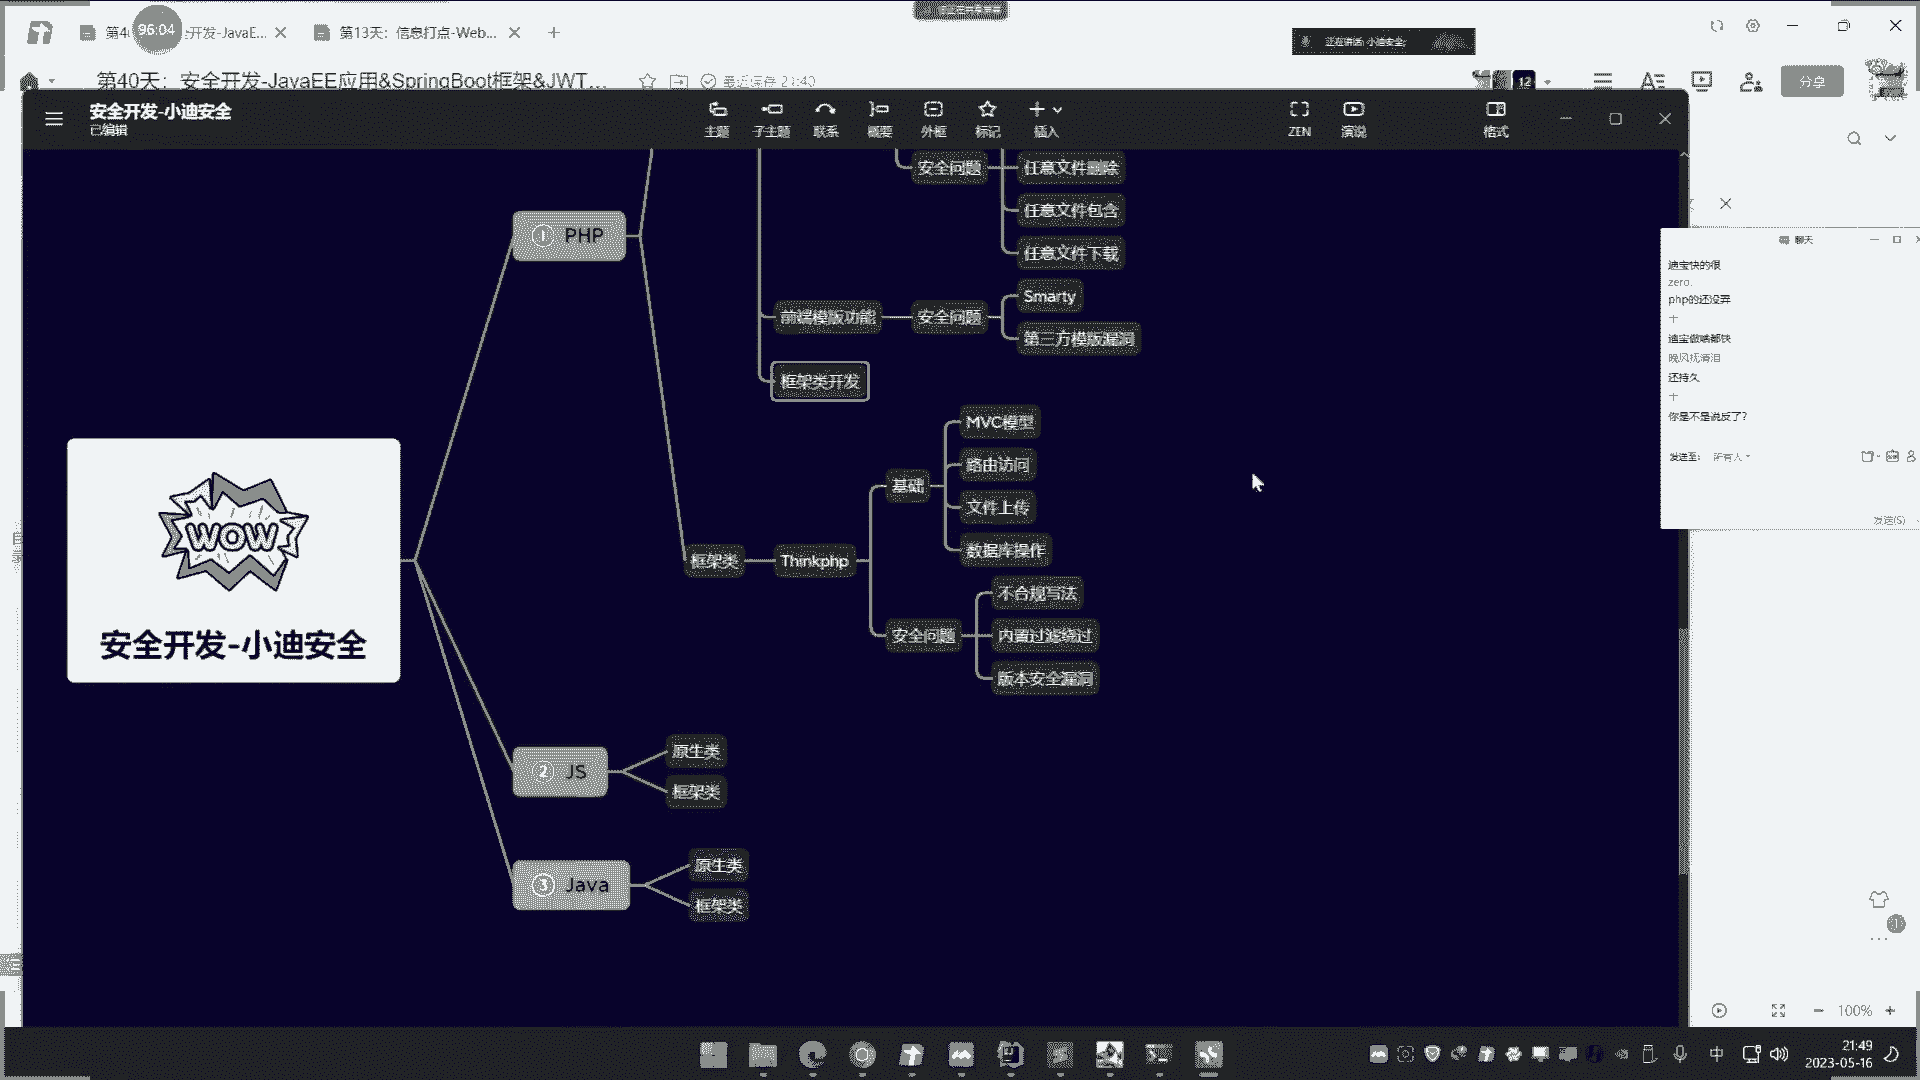 96:04
第4
开发-JavaE...
第13天：信息打点-Web...
正在讲话: 小迪安全;
第40天：安全开发-JavaEE应用&SpringBoot框架&JWT...
最近保存 21:40
12
分享
安全开发-小迪安全
已编辑
主题
子主题
联系
概要
外框
标记
插入
ZEN
演说
格式
安全问题
任意文件删除
任意文件包含
任意文件下载
① PHP
前端模版功能
安全问题
Smarty
第三方模版漏洞
框架类开发
MVC模型
路由访问
基础
文件上传
数据库操作
框架类
Thinkphp
不合规写法
安全问题
内置过滤绕过
版本安全漏洞
WOW
安全开发-小迪安全
② JS
原生类
框架类
③ Java
原生类
框架类
聊天
迪宝快的很
zero.
php的还没弄
十
迪宝做啥都快
晚风抚清泪
还持久
十
你是不是说反了?
发送至:
所有人
发送(S)
1
100%
中
21:49
2023-05-16